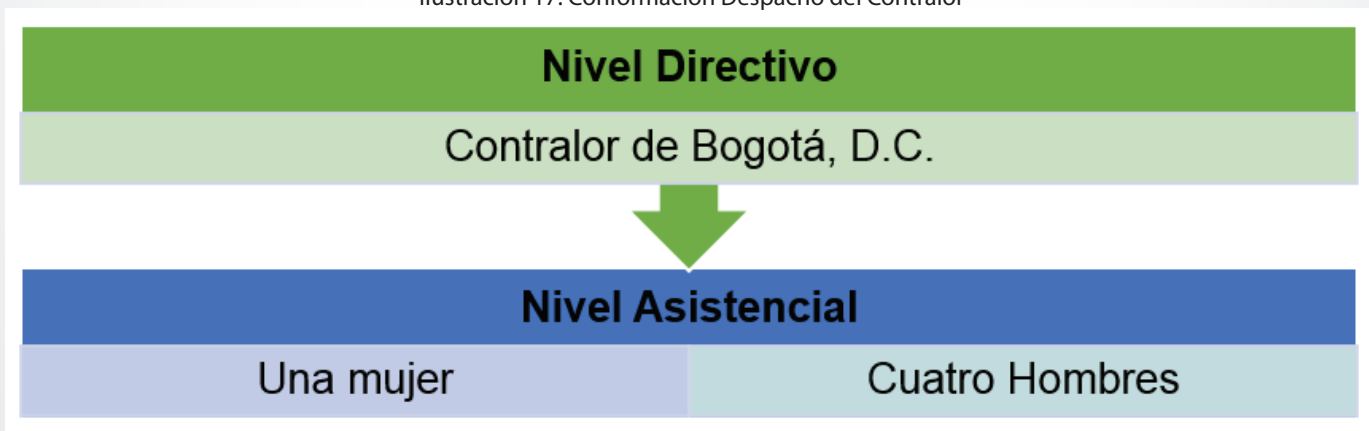 Ilustración 17. Conformación Despacho del Contralor
Nivel Directivo
Contralor de Bogotá, D.C.
Nivel Asistencial
Una mujer
Cuatro Hombres